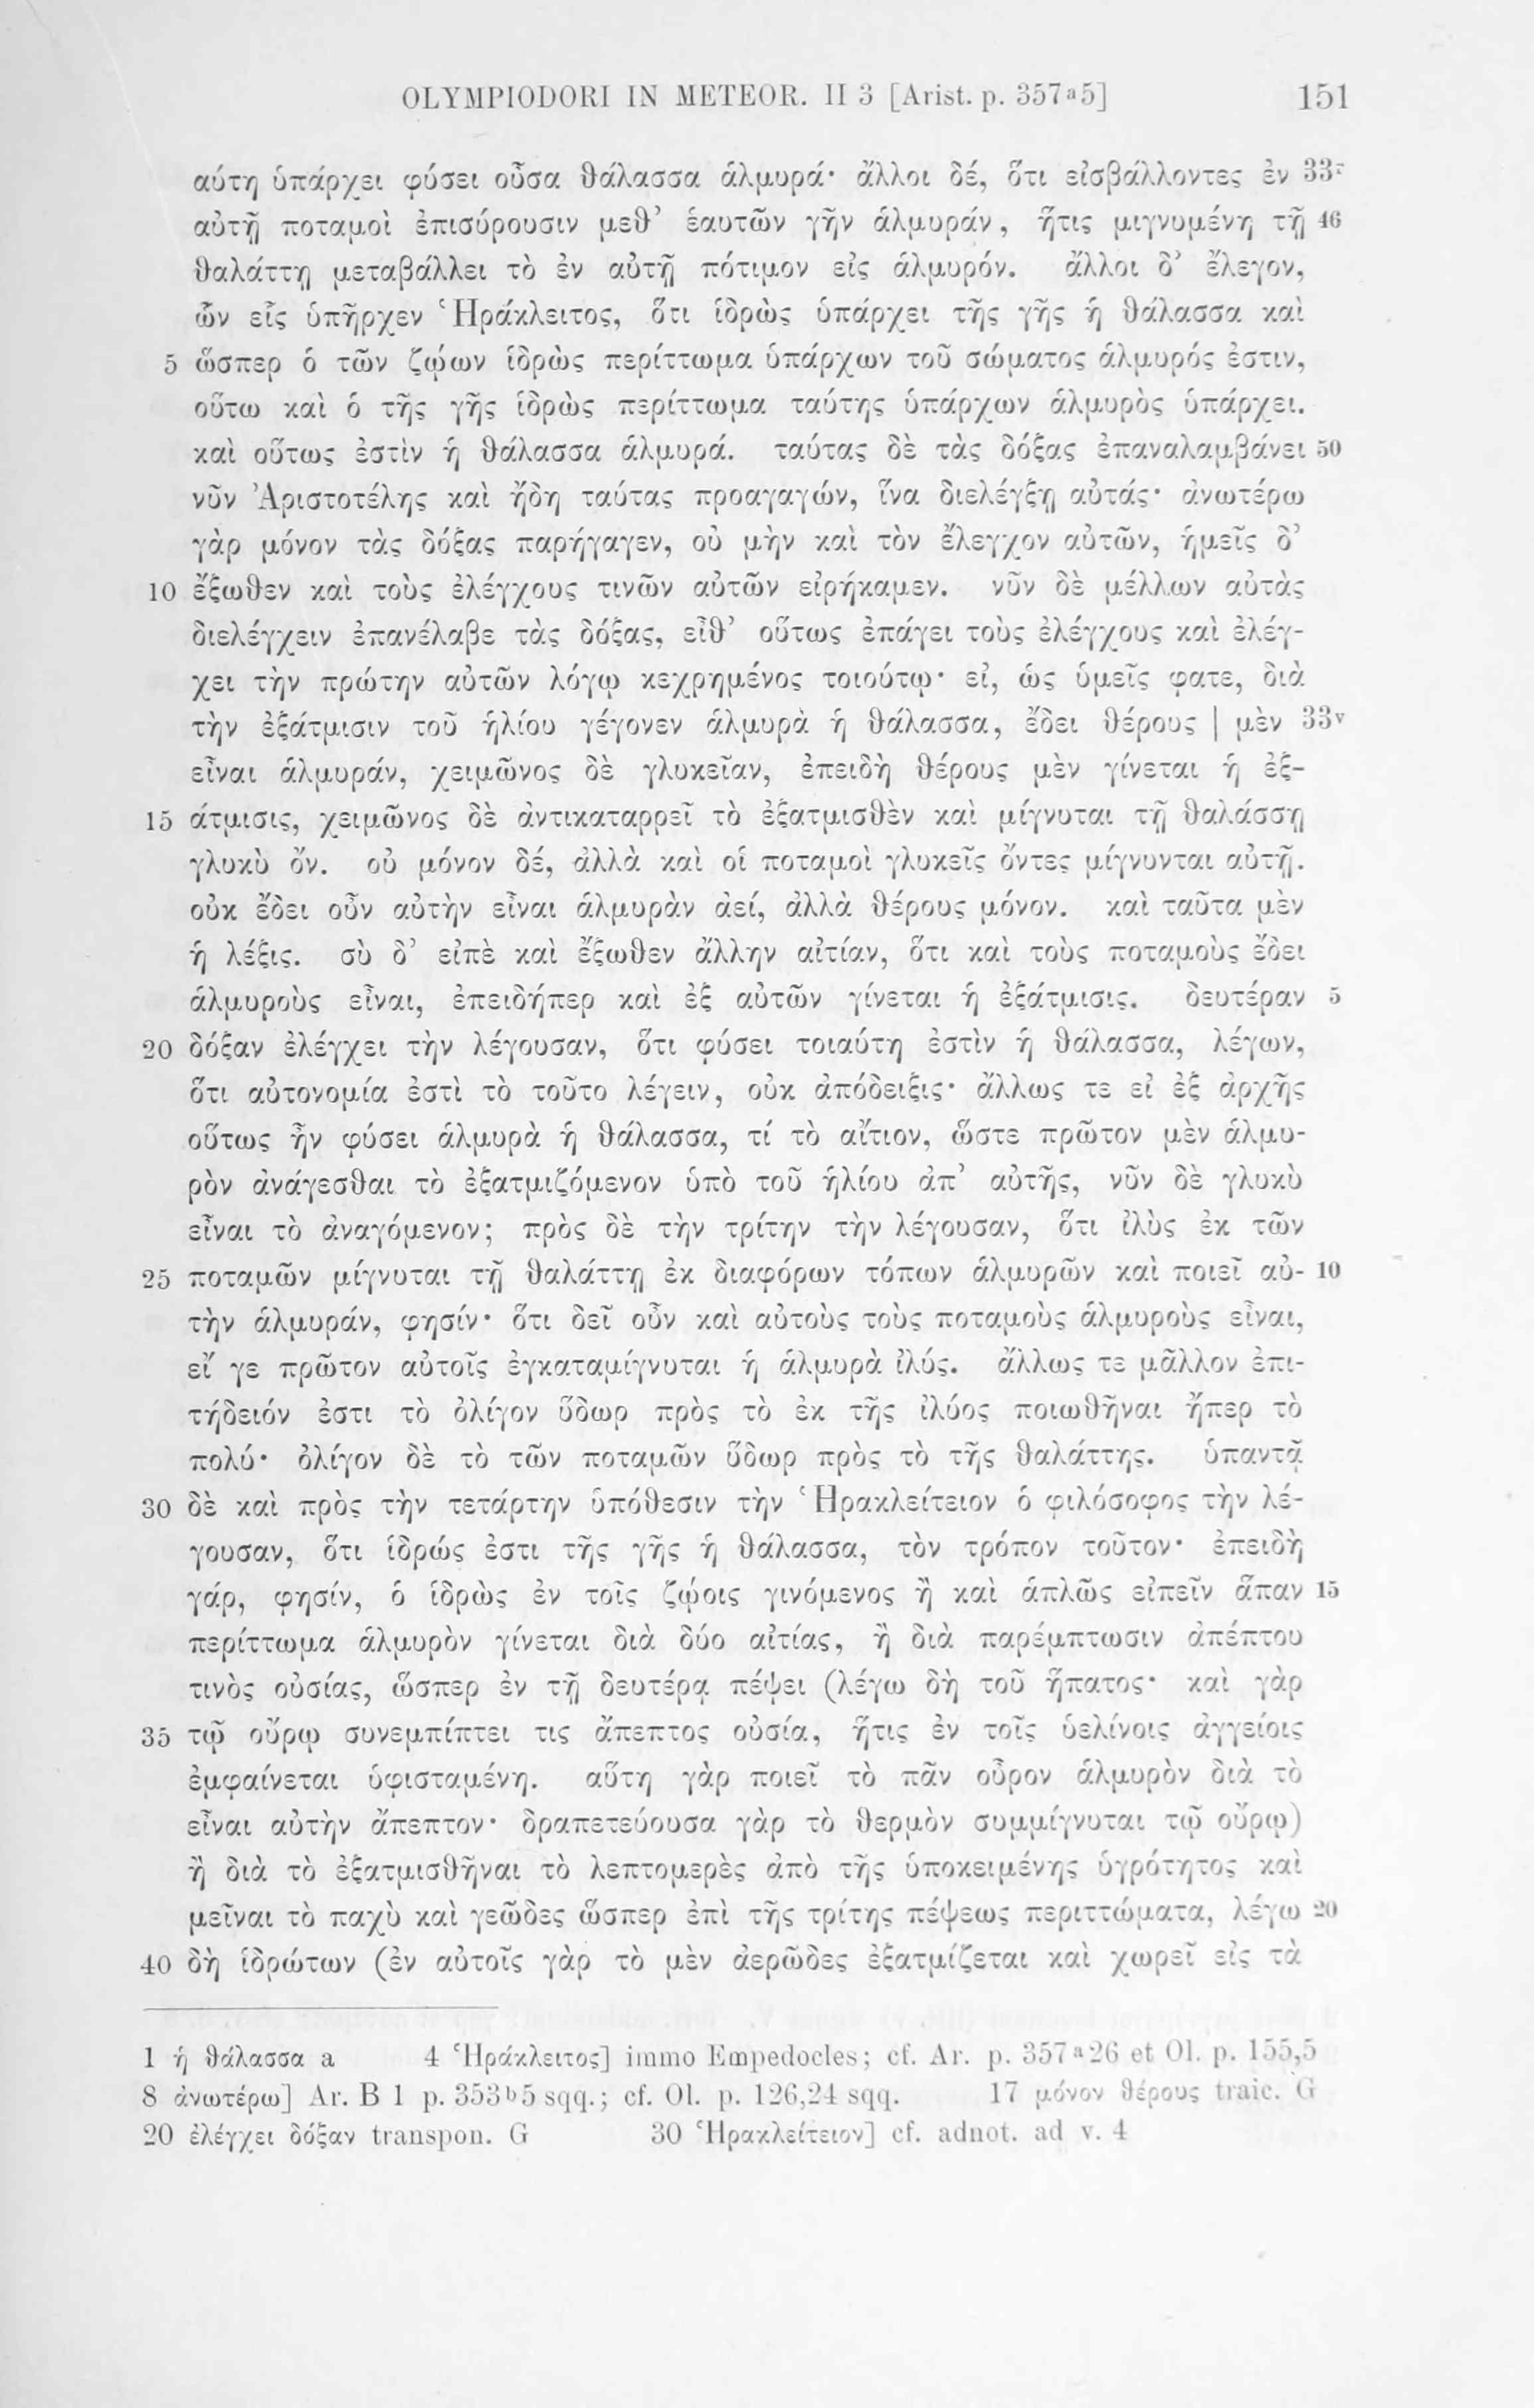 OLYMPIODORI IN METEOR. II 3 [Arist. p. 357ª5] 151
αύτη ὑπάρχει φύσει οὖσα θάλασσα ἁλμυρά· ἄλλοι δέ, ὅτι εἰσβάλλοντες ἐν 33r
αὐτῇ ποταμοὶ ἐπισύρουσιν μεθ’ ἑαυτῶν γῆν ἁλμυράν, ἥτις μιγνυμένη τῇ 46
θαλάττῃ μεταβάλλει τὸ ἐν αὐτῇ πότιμον εἰς ἁλμυρόν. ἄλλοι δ’ ἔλεγον,
ὧν εἷς ὑπῆρχεν Ἡράκλειτος, ὅτι ἱδρὼς ὑπάρχει τῆς γῆς ἡ θάλασσα καὶ
5 ὥσπερ ὁ τῶν ζῴων ἱδρὼς περίττωμα ὑπάρχων τοῦ σώματος ἁλμυρός ἐστιν,
οὕτω καὶ ὁ τῆς γῆς ἱδρὼς περίττωμα ταύτης ὑπάρχων ἁλμυρὸς ὑπάρχει.
καὶ οὕτως ἐστὶν ἡ θάλασσα ἁλμυρά. ταύτας δὲ τὰς δόξας ἐπαναλαμβάνει 50
νῦν Ἀριστοτέλης καὶ ἤδη ταύτας προαγαγών, ἵνα διελέγξῃ αὐτάς· ἀνωτέρω
γὰρ μόνον τὰς δόξας παρήγαγεν, οὐ μὴν καὶ τὸν ἔλεγχον αὐτῶν, ἡμεῖς δ’
10 ἔξωθεν καὶ τοὺς ἐλέγχους τινῶν αὐτῶν εἰρήκαμεν. νῦν δὲ μέλλων αὐτὰς
διελέγχειν ἐπανέλαβε τὰς δόξας, εἶθ’ οὕτως ἐπάγει τοὺς ἐλέγχους καὶ ἐλέγ-
χει τὴν πρώτην αὐτῶν λόγῳ κεχρημένος τοιούτῳ· εἰ, ὡς ὑμεῖς φατε, διὰ
τὴν ἐξάτμισιν τοῦ ἡλίου γέγονεν ἁλμυρὰ ἡ θάλασσα, ἔδει θέρους | μὲν 33v
εἶναι ἁλμυράν, χειμῶνος δὲ γλυκεῖαν, ἐπειδὴ θέρους μὲν γίνεται ἡ ἐξ-
15 άτμισις, χειμῶνος δὲ ἀντικαταρρεῖ τὸ ἐξατμισθὲν καὶ μίγνυται τῇ θαλάσσῃ
γλυκὺ ὄν. οὐ μόνον δέ, ἀλλὰ καὶ οἱ ποταμοὶ γλυκεῖς ὄντες μίγνυνται αὐτῇ.
οὐκ ἔδει οὖν αὐτὴν εἶναι ἁλμυρὰν ἀεί, ἀλλὰ θέρους μόνον. καὶ ταῦτα μὲν
ἡ λέξις. σὺ δ’ εἰπὲ καὶ ἔξωθεν ἄλλην αἰτίαν, ὅτι καὶ τοὺς ποταμοὺς ἔδει
ἁλμυροὺς εἶναι, ἐπειδήπερ καὶ ἐξ αὐτῶν γίνεται ἡ ἐξάτμισις. δευτέραν 5
20 δόξαν ἐλέγχει τὴν λέγουσαν, ὅτι φύσει τοιαύτη ἐστὶν ἡ θάλασσα, λέγων,
ὅτι αὐτονομία ἐστὶ τὸ τοῦτο λέγειν, οὐκ ἀπόδειξις· ἄλλως τε εἰ ἐξ ἀρχῆς
οὕτως ἦν φύσει ἁλμυρὰ ἡ θάλασσα, τί τὸ αἴτιον, ὥστε πρῶτον μὲν ἁλμυ-
ρὸν ἀνάγεσθαι τὸ ἐξατμιζόμενον ὑπὸ τοῦ ἡλίου ἀπ’ αὐτῆς, νῦν δὲ γλυκὺ
εἶναι τὸ ἀναγόμενον; πρὸς δὲ τὴν τρίτην τὴν λέγουσαν, ὅτι ἰλὺς ἐκ τῶν
25 ποταμῶν μίγνυται τῇ θαλάττῃ ἐκ διαφόρων τόπων ἁλμυρῶν καὶ ποιεῖ αὐ- 10
τὴν ἁλμυράν, φησίν· ὅτι δεῖ οὖν καὶ αὐτοὺς τοὺς ποταμοὺς ἁλμυροὺς εἶναι,
εἴ γε πρῶτον αὐτοῖς ἐγκαταμίγνυται ἡ ἁλμυρὰ ἰλύς. ἄλλως τε μᾶλλον ἐπι-
τήδειόν ἐστι τὸ ὀλίγον ὕδωρ πρὸς τὸ ἐκ τῆς ἰλύος ποιωθῆναι ἤπερ τὸ
πολύ· ὀλίγον δὲ τὸ τῶν ποταμῶν ὕδωρ πρὸς τὸ τῆς θαλάττης. ὑπαντᾷ
30 δὲ καὶ πρὸς τὴν τετάρτην ὑπόθεσιν τὴν Ἡρακλείτειον ὁ φιλόσοφος τὴν λέ-
γουσαν, ὅτι ἱδρώς ἐστι τῆς γῆς ἡ θάλασσα, τὸν τρόπον τοῦτον· ἐπειδὴ
γάρ, φησίν, ὁ ἱδρὼς ἐν τοῖς ζῴοις γινόμενος ἢ καὶ ἁπλῶς εἰπεῖν ἅπαν 15
περίττωμα ἁλμυρὸν γίνεται διὰ δύο αἰτίας, ἢ διὰ παρέμπτωσιν ἀπέπτου
τινὸς οὐσίας, ὥσπερ ἐν τῇ δευτέρᾳ πέψει (λέγω δὴ τοῦ ἥπατος· καὶ γὰρ
35 τῷ οὔρῳ συνεμπίπτει τις ἄπεπτος οὐσία, ἥτις ἐν τοῖς ὑελίνοις ἀγγείοις
ἐμφαίνεται ὑφισταμένη. αὕτη γὰρ ποιεῖ τὸ πᾶν οὖρον ἁλμυρὸν διὰ τὸ
εἶναι αὐτὴν ἄπεπτον· δραπετεύουσα γὰρ τὸ θερμὸν συμμίγνυται τῷ οὔρῳ)
ἢ διὰ τὸ ἐξατμισθῆναι τὸ λεπτομερὲς ἀπὸ τῆς ὑποκειμένης ὑγρότητος καὶ
μεῖναι τὸ παχὺ καὶ γεῶδες ὥσπερ ἐπὶ τῆς τρίτης πέψεως περιττώματα, λέγω 20
40 δὴ ἱδρώτων (ἐν αὐτοῖς γὰρ τὸ μὲν ἀερῶδες ἐξατμίζεται καὶ χωρεῖ εἰς τὰ
1 ἡ θάλασσα a 4 Ἡράκλειτος] immo Empedocles; cf. Ar. p. 357ª26 et Ol. p. 155,5
8 ἀνωτέρω] Ar. B 1 p. 353ᵇ5 sqq.; cf. Ol. p. 126,24 sqq. 17 μόνον θέρους traic. G
20 ἐλέγχει δόξαν transpon. G 30 Ἡρακλείτειον] cf. adnot. ad v. 4